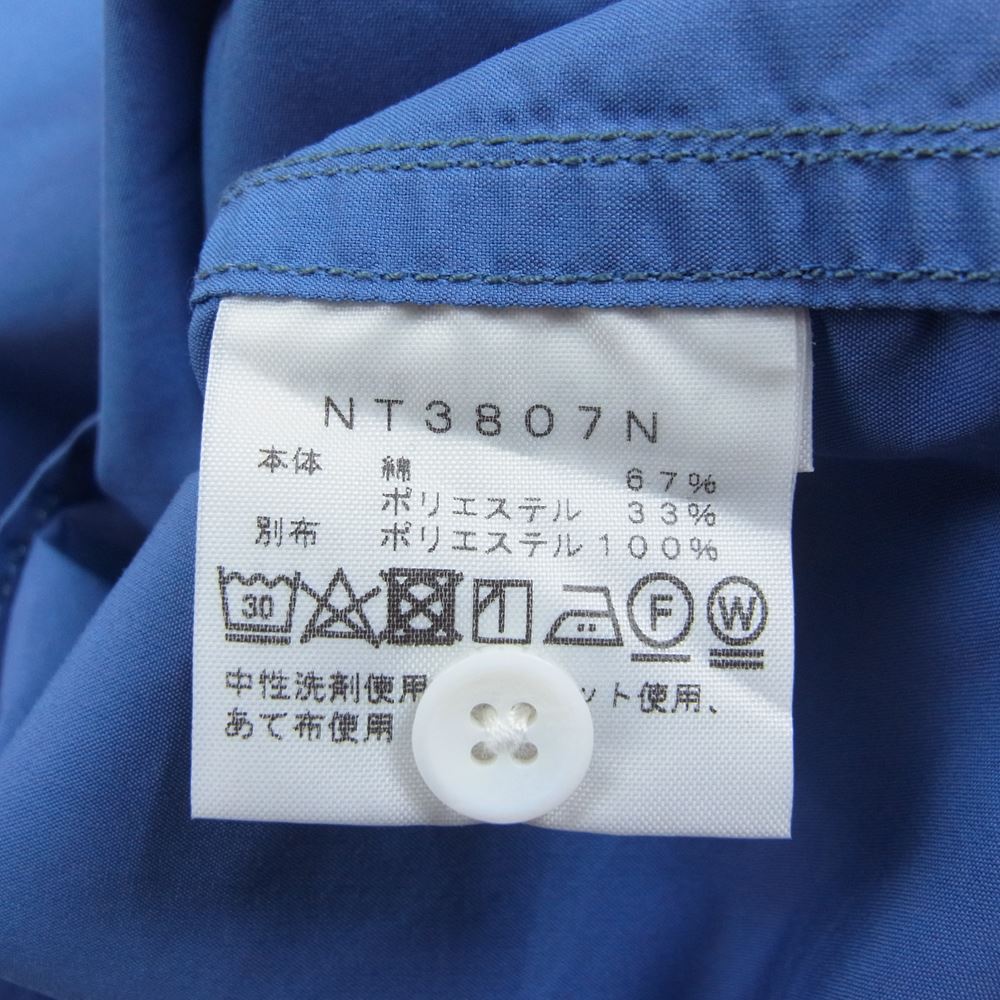 NT3807N
本体 綿 67%
ポリエステル 33%
別布 ポリエステル100%
30 F W
中性洗剤使用 ット使用、
あて布使用